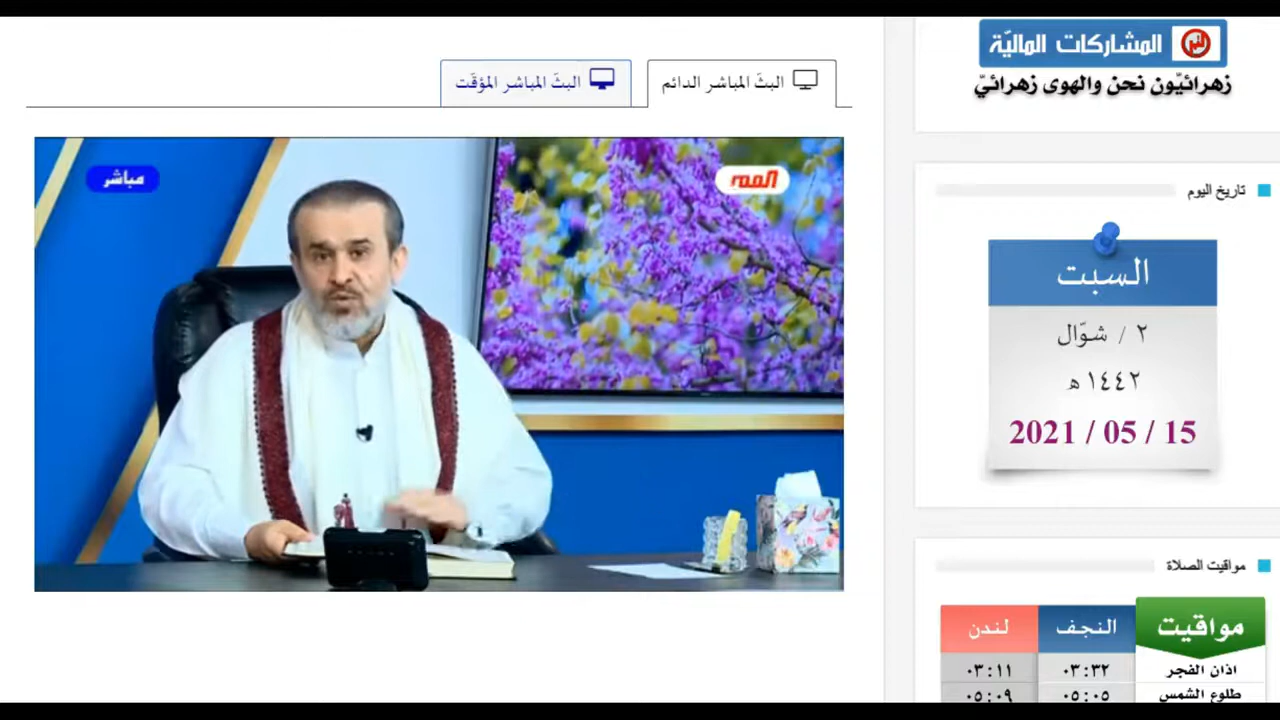 المشاركات الماليّة
زهرائيّون نحن والهوى زهرائيّ
البثّ المباشر الدائم
البثّ المباشر المؤقّت
مباشر
القمر
تاريخ اليوم
السبت
٢ / شوّال
١٤٤٢ هـ
2021 / 05 / 15
مواقيت الصلاة
مواقيت النجف لندن
اذان الفجر ٠٣:٣٢ ٠٣:١١
طلوع الشمس ٠٥:٠٥ ٠٥:٠٩